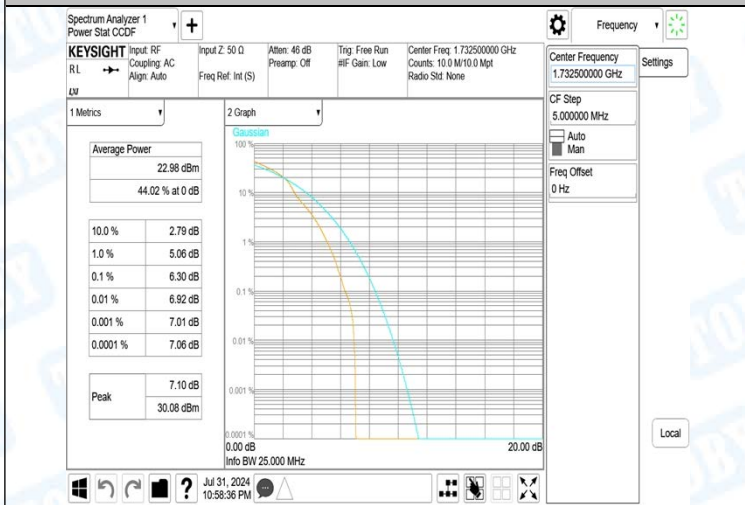 Spectrum Analyzer 1
Power Stat CCDF
Frequency
KEYSIGHT
RL
Input: RF
Coupling: AC
Align: Auto
Input Z: 50 Ω
Freq Ref: Int (S)
Atten: 46 dB
Preamp: Off
Trig: Free Run
#IF Gain: Low
Center Freq: 1.732500000 GHz
Counts: 10.0 M/10.0 Mpt
Radio Std: None
Center Frequency
1.732500000 GHz
Settings
CF Step
5.000000 MHz
Auto
Man
Freq Offset
0 Hz
1 Metrics
Average Power
22.98 dBm
44.02 % at 0 dB
10.0 % 2.79 dB
1.0 % 5.06 dB
0.1 % 6.30 dB
0.01 % 6.92 dB
0.001 % 7.01 dB
0.0001 % 7.06 dB
Peak 7.10 dB
30.08 dBm
2 Graph
Gaussian
100 %
10 %
1 %
0.1 %
0.01 %
0.001 %
0.0001 %
0.00 dB 20.00 dB
Info BW 25.000 MHz
Local
?
Jul 31, 2024
10:58:36 PM